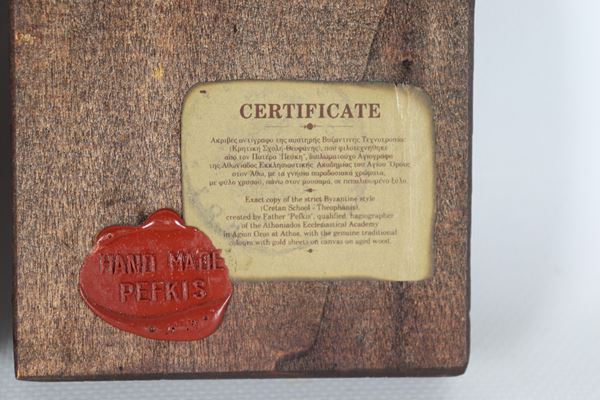 CERTIFICATE
Ακριβές αντίγραφο της αυστηρής Βυζαντινής Τεχνοτροπίας
(Κρητική Σχολή-Θεοφάνης), που φιλοτεχνήθηκε
από τον Πατέρα "Πεύκη", διπλωματούχο Αγιογράφο
της Αθωνιάδος Εκκλησιαστικής Ακαδημίας του Αγίου Όρους
στον Άθω, με τα γνήσια παραδοσιακά χρώματα,
με φύλο χρυσού, πάνω στον μουσαμά, σε πεπαλαιωμένο ξύλο.
Exact copy of the strict Byzantine style
(Cretan School - Theophanis),
created by Father "Pefkis", qualified, hagiographer
of the Athoniados Ecclesiastical Academy
in Agion Oros at Athos, with the genuine traditional
colours with gold sheets on canvas on aged wood.
HAND MADE
PEFKIS